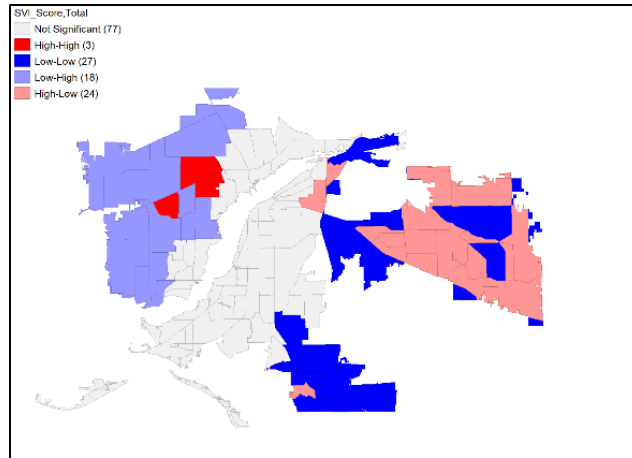 SVI_Score,Total
Not Significant (77)
High-High (3)
Low-Low (27)
Low-High (18)
High-Low (24)